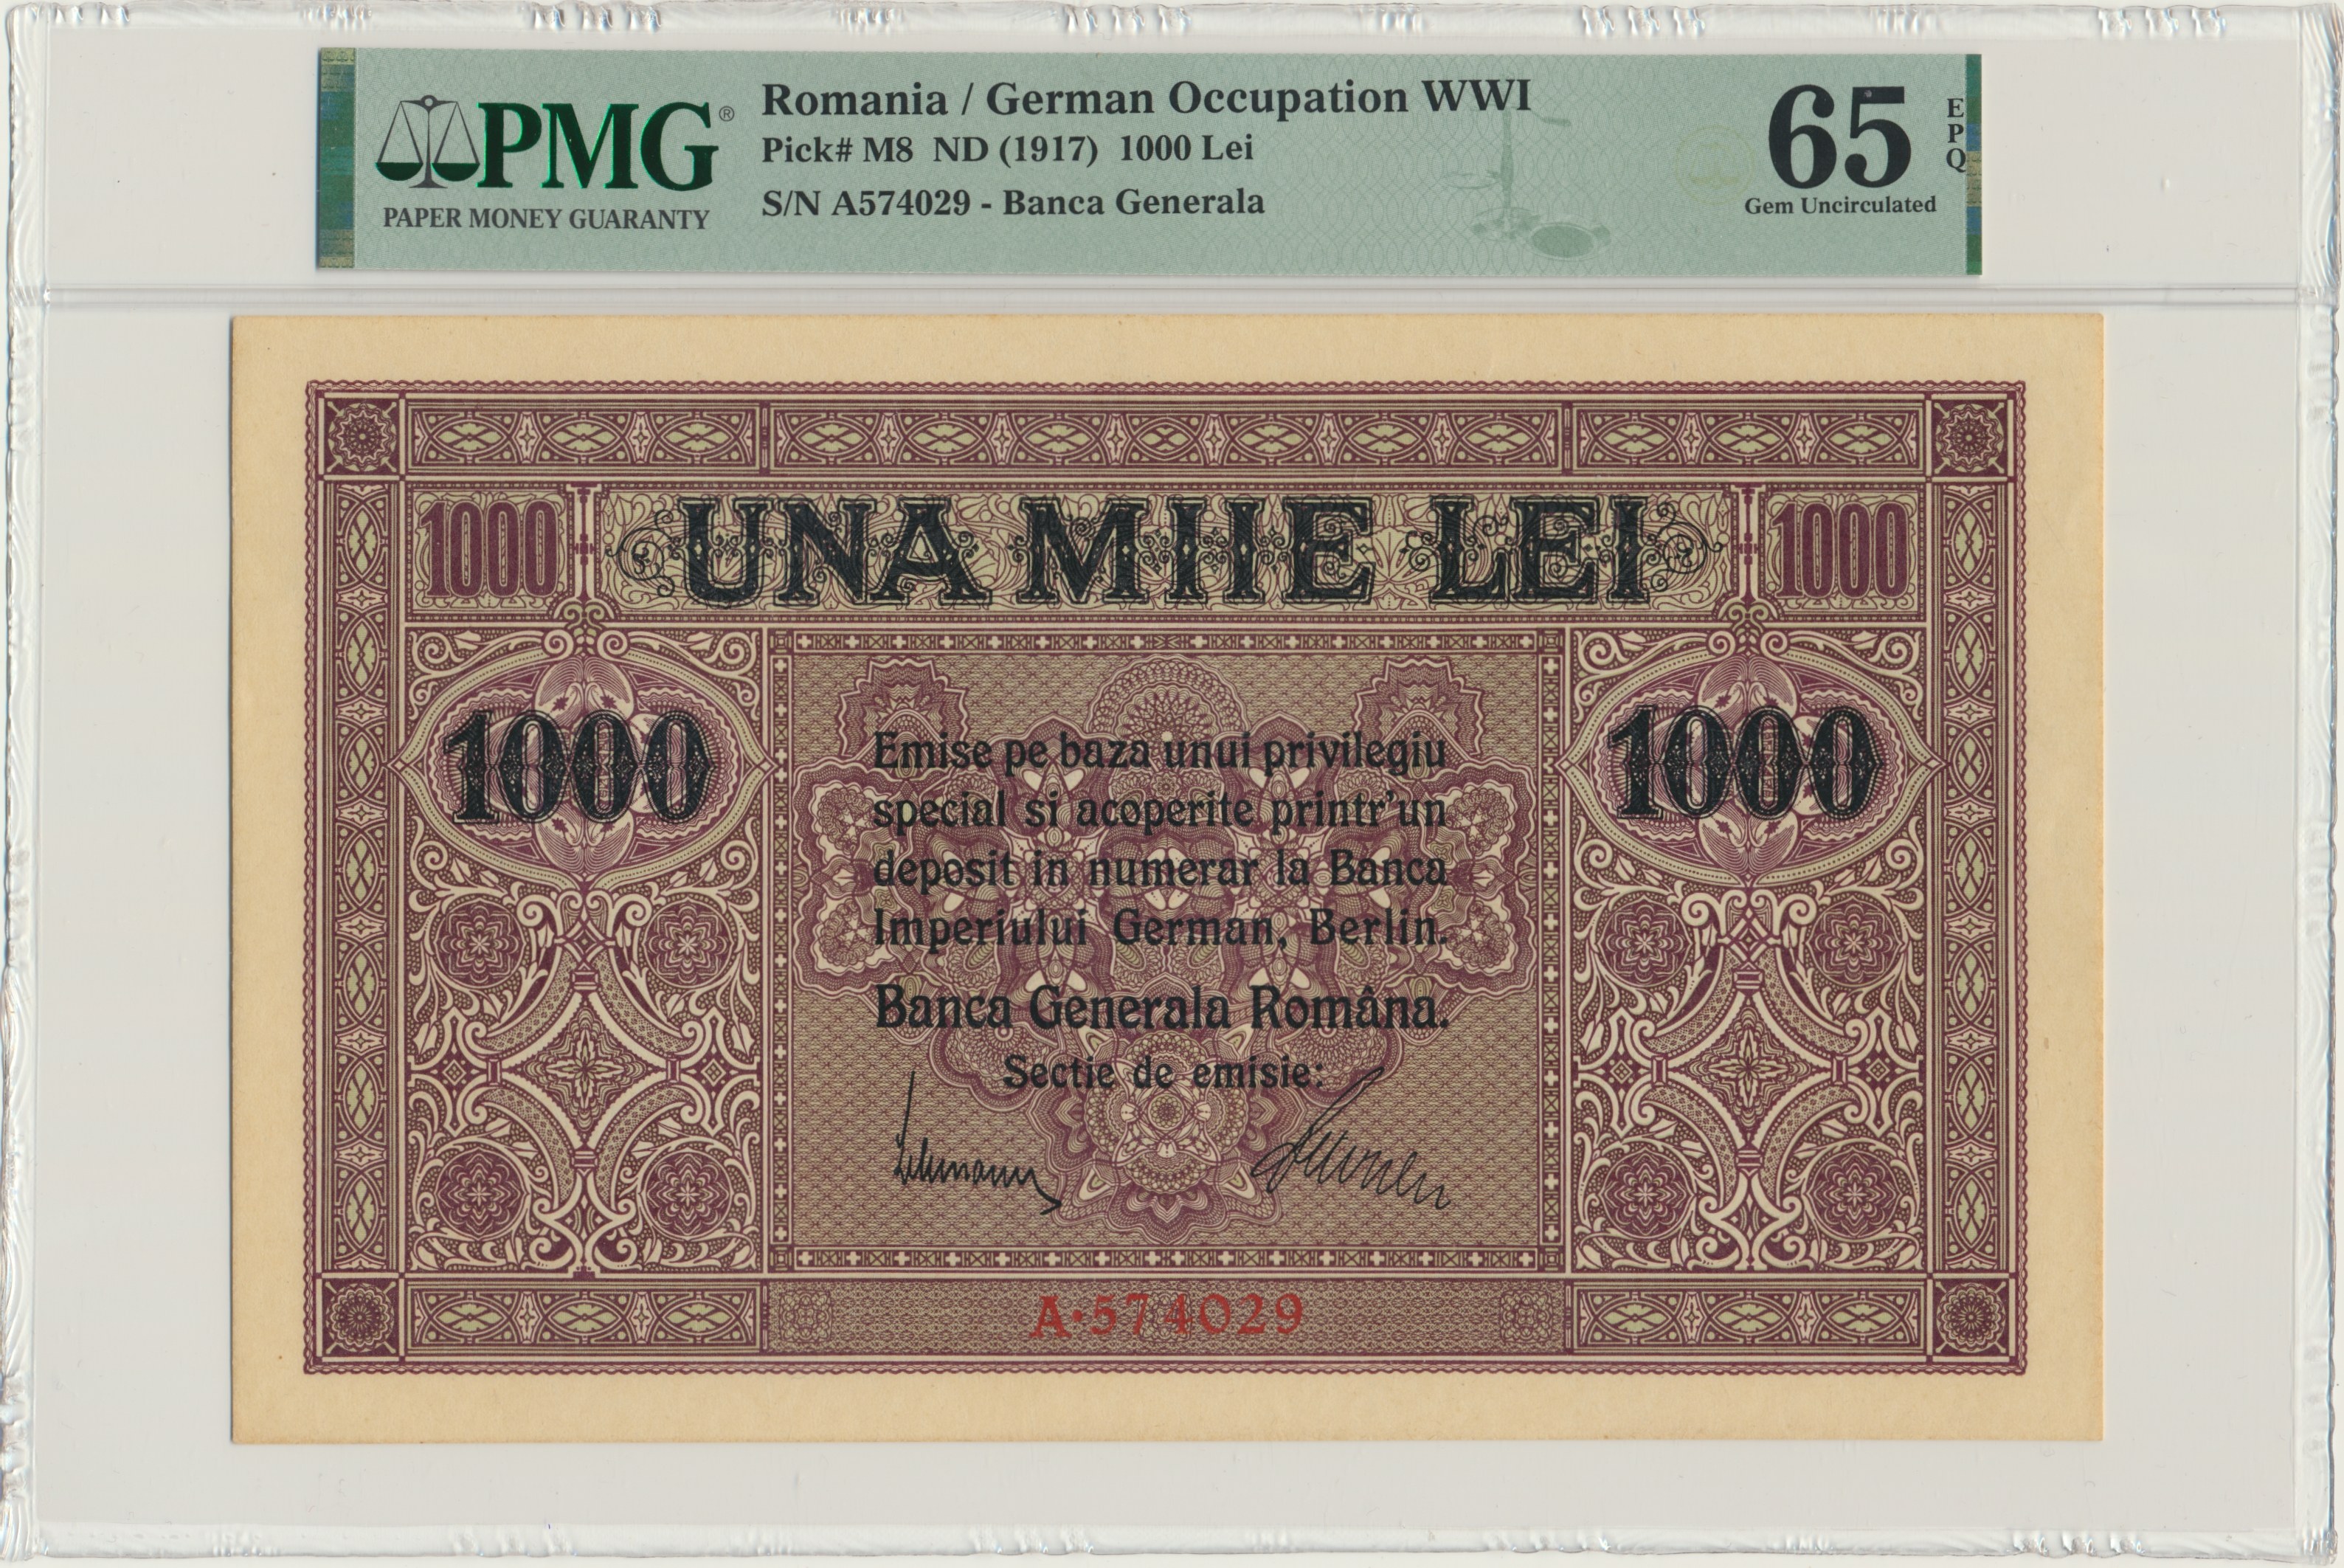 PMG®
PAPER MONEY GUARANTY
Romania / German Occupation WWI
Pick# M8 ND (1917) 1000 Lei
S/N A574029 - Banca Generala
65
EPQ
Gem Uncirculated
1000 UNA MIIE LEI 1000
1000 1000
Emise pe baza unui privilegiu
special si acoperite printr'un
deposit in numerar la Banca
Imperiului German, Berlin.
Banca Generala Româna.
Sectie de emisie:
A·574029